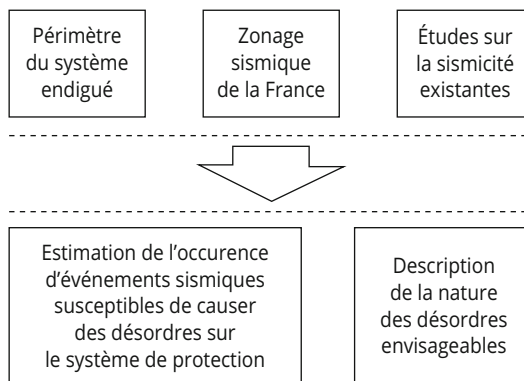 Périmètre
du système
endigué
Zonage
sismique
de la France
Études sur
la sismicité
existantes
Estimation de l’occurence
d’événements sismiques
susceptibles de causer
des désordres sur
le système de protection
Description
de la nature
des désordres
envisageables